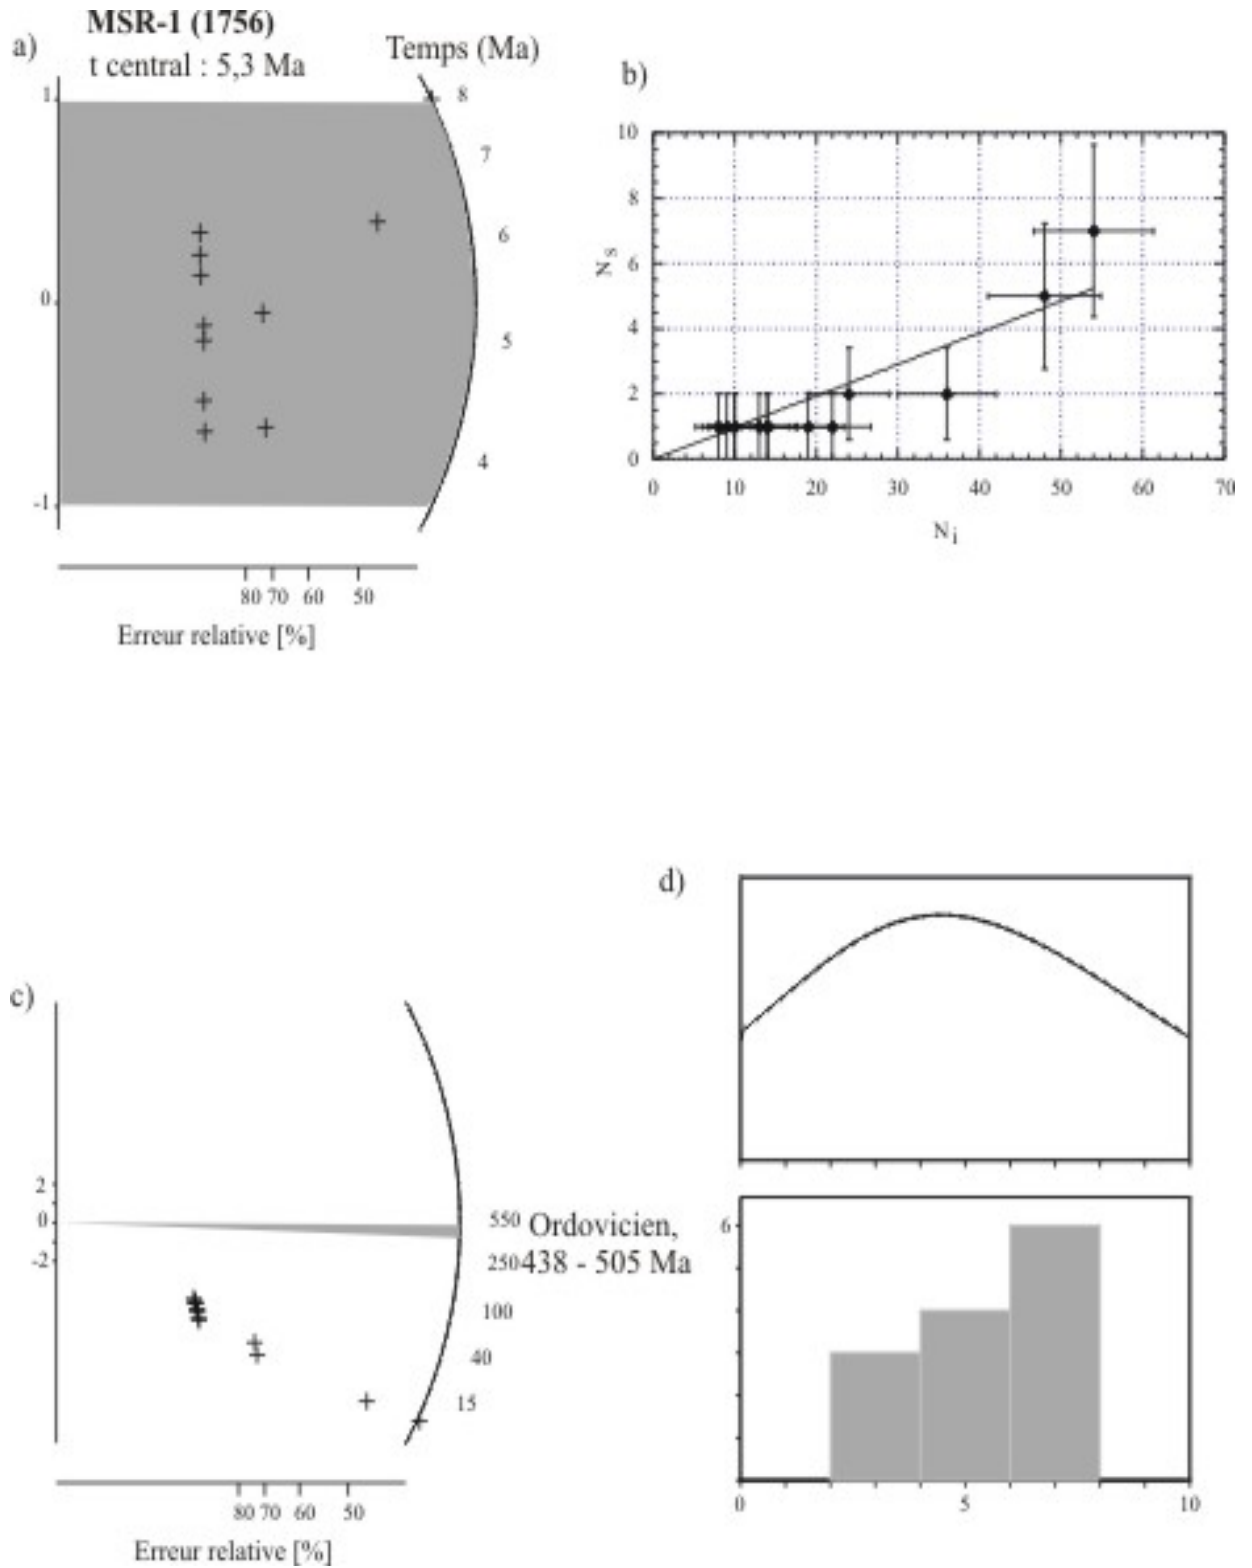 MSR-1 (1756)
a)
t central : 5,3 Ma
Temps (Ma)
1
0
-1
8
7
6
5
4
80 70 60 50
Erreur relative [%]
b)
10
8
6
4
2
0
Ns
0 10 20 30 40 50 60 70
Ni
c)
2
0
-2
550 Ordovicien,
250 438 - 505 Ma
100
40
15
80 70 60 50
Erreur relative [%]
d)
6
0 5 10